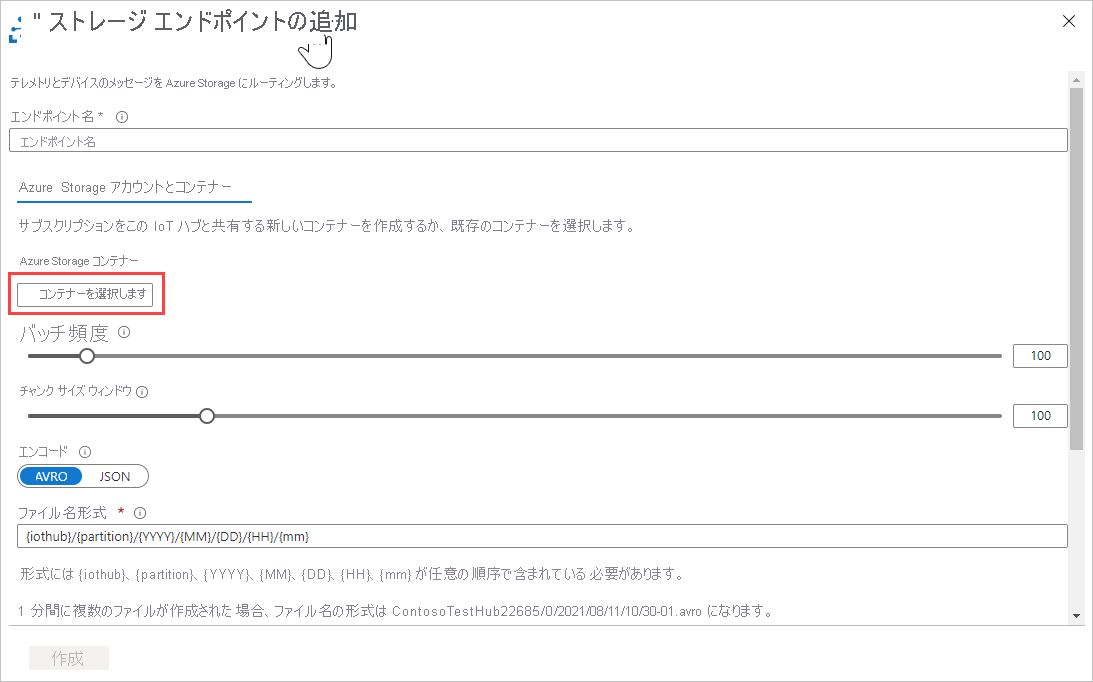 " ストレージ エンドポイントの追加
テレメトリとデバイスのメッセージを Azure Storage にルーティングします。
エンドポイント名 *
エンドポイント名
Azure Storage アカウントとコンテナー
サブスクリプションをこの IoT ハブと共有する新しいコンテナーを作成するか、既存のコンテナーを選択します。
Azure Storage コンテナー
コンテナーを選択します
バッチ頻度
100
チャンク サイズ ウィンドウ
100
エンコード
AVRO JSON
ファイル名形式 *
{iothub}/{partition}/{YYYY}/{MM}/{DD}/{HH}/{mm}
形式には {iothub}、{partition}、{YYYY}、{MM}、{DD}、{HH}、{mm} が任意の順序で含まれている必要があります。
1 分間に複数のファイルが作成された場合、ファイル名の形式は ContosoTestHub22685/0/2021/08/11/10/30-01.avro になります。
作成